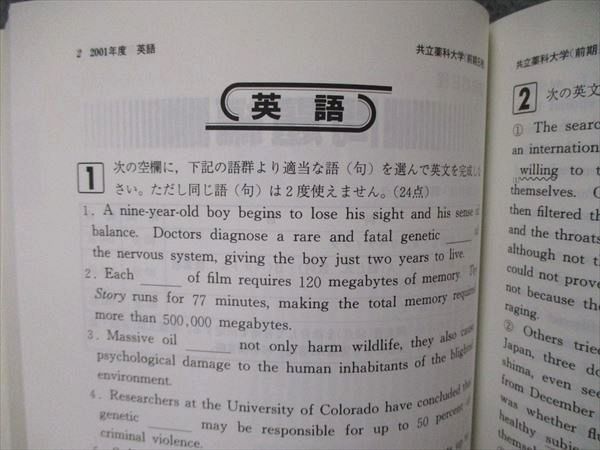 2 2001年度 英語
共立薬科大学(前期
英語
1 次の空欄に,下記の語群より適当な語(句)を選んで英文を完成
さい。ただし同じ語(句)は2度使えません。(24点)
1. A nine-year-old boy begins to lose his sight and his sense
balance. Doctors diagnose a rare and fatal genetic
the nervous system, giving the boy just two years to live.
2. Each of film requires 120 megabytes of memory.
Story runs for 77 minutes, making the total memory required
more than 500,000 megabytes.
3. Massive oil not only harm wildlife, they also cause
psychological damage to the human inhabitants of the blighted
environment.
4. Researchers at the University of Colorado have concluded that
genetic may be responsible for up to 50 percent of
criminal violence.
共立薬科大学(前期
2 次の英文
① The
an international
willing to
themselves.
then filtered
and the throats
although not
could not
not because the
raging.
② Others tried
Japan, three
even
from December
was whether
healthy